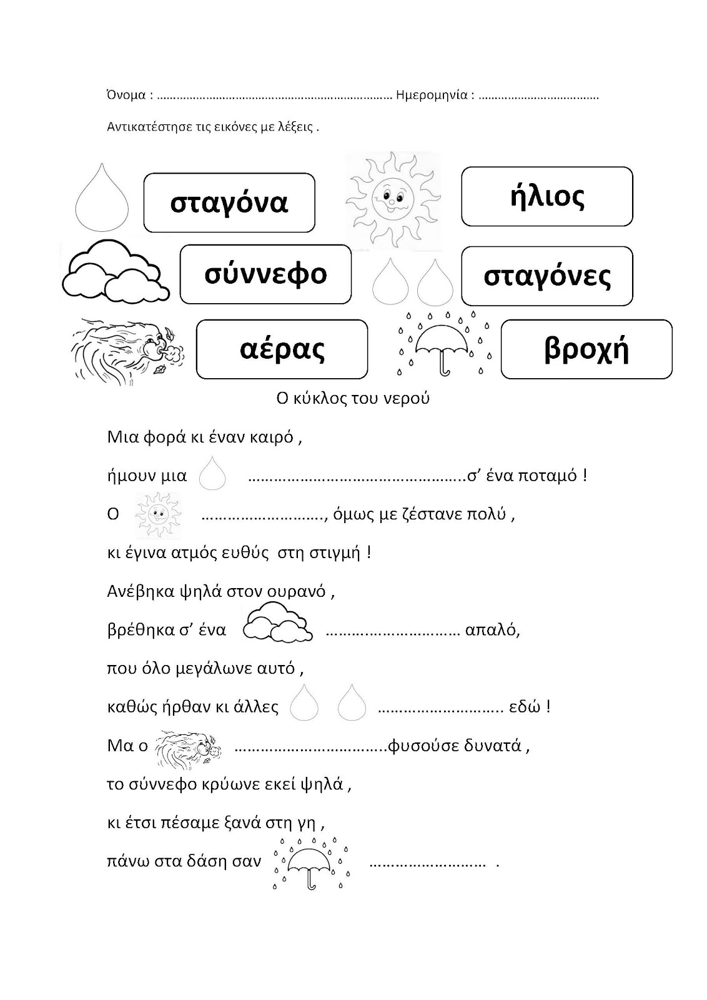 Όνομα : ……………………………………………………………… Ημερομηνία : ……………………………….
Αντικατέστησε τις εικόνες με λέξεις .
σταγόνα
ήλιος
σύννεφο
σταγόνες
αέρας
βροχή
Ο κύκλος του νερού
Μια φορά κι έναν καιρό ,
ήμουν μια …………………………………………..σ’ ένα ποταμό !
Ο ………………………., όμως με ζέστανε πολύ ,
κι έγινα ατμός ευθύς στη στιγμή !
Ανέβηκα ψηλά στον ουρανό ,
βρέθηκα σ’ ένα ………………………… απαλό,
που όλο μεγάλωνε αυτό ,
καθώς ήρθαν κι άλλες ……………………….. εδώ !
Μα ο ……………………………..φυσούσε δυνατά ,
το σύννεφο κρύωνε εκεί ψηλά ,
κι έτσι πέσαμε ξανά στη γη ,
πάνω στα δάση σαν ……………………… .